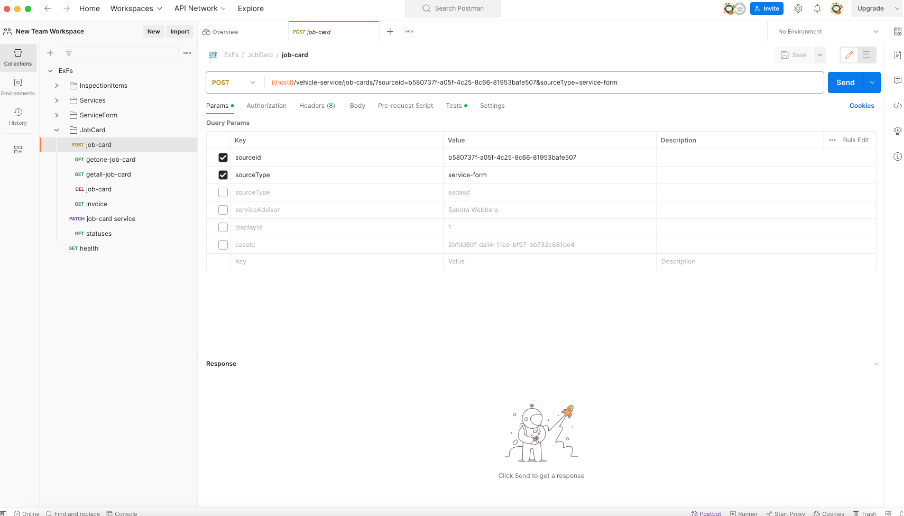 Home Workspaces API Network Explore Search Postman Invite Upgrade
New Team Workspace New Import Overview POST job-card No Environment
Collections
Environments
History
ExFs
InspectionItems
Services
ServiceForm
JobCard
POST job-card
GET getone-job-card
GET getall-job-card
DEL job-card
GET invoice
PATCH job-card service
OPT statuses
GET health
ExFs / JobCard / job-card Save
POST {{host}}/vehicle-service/job-cards/?sourceid=b580737f-a05f-4c25-8c66-81953bafe507&sourceType=service-form Send
Params Authorization Headers (8) Body Pre-request Script Tests Settings Cookies
Query Params
Key Value Description Bulk Edit
sourceid b580737f-a05f-4c25-8c66-81953bafe507
sourceType service-form
sourceType asdasd
serviceAdvisor Sandra Webbers
displayId 1
caseId
Key Value Description
Response
Click Send to get a response
Online Find and replace Console Postbot Runner Start Proxy Cookies Trash